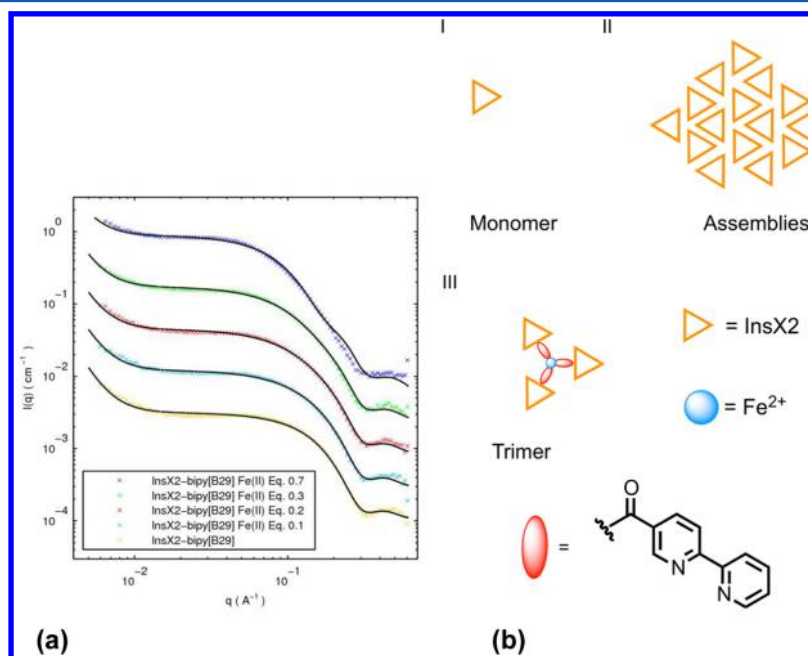 I
II
Monomer
Assemblies
III
Trimer
= InsX2
= Fe2+
=
O
N
N
10^0
10^-1
10^-2
10^-3
10^-4
I(q) ( cm^-1 )
InsX2-bipy[B29] Fe(II) Eq. 0.7
InsX2-bipy[B29] Fe(II) Eq. 0.3
InsX2-bipy[B29] Fe(II) Eq. 0.2
InsX2-bipy[B29] Fe(II) Eq. 0.1
InsX2-bipy[B29]
10^-2
10^-1
q ( A^-1 )
(a)
(b)